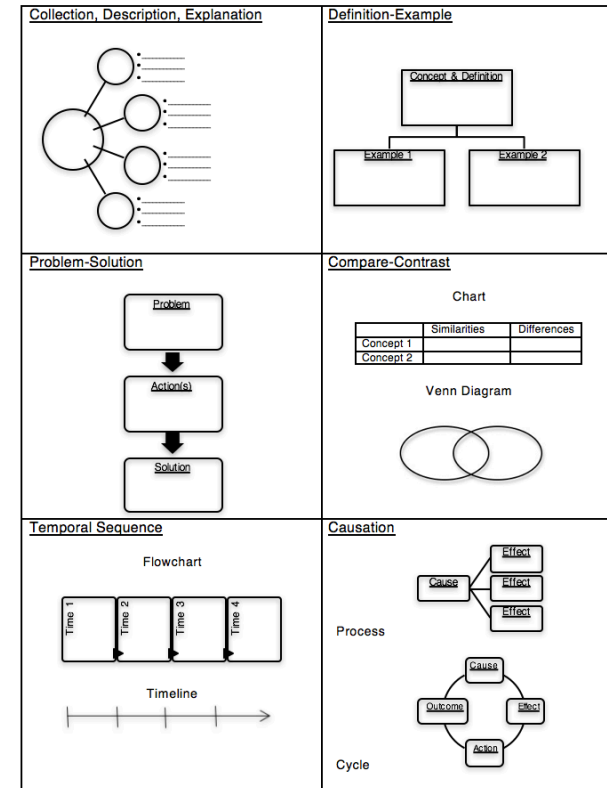 Collection, Description, Explanation
Definition-Example
Concept & Definition
Example 1
Example 2
Problem-Solution
Problem
Action(s)
Solution
Compare-Contrast
Chart
Similarities
Differences
Concept 1
Concept 2
Venn Diagram
Temporal Sequence
Flowchart
Time 1
Time 2
Time 3
Time 4
Timeline
Causation
Effect
Cause
Effect
Effect
Process
Cause
Outcome
Effect
Action
Cycle